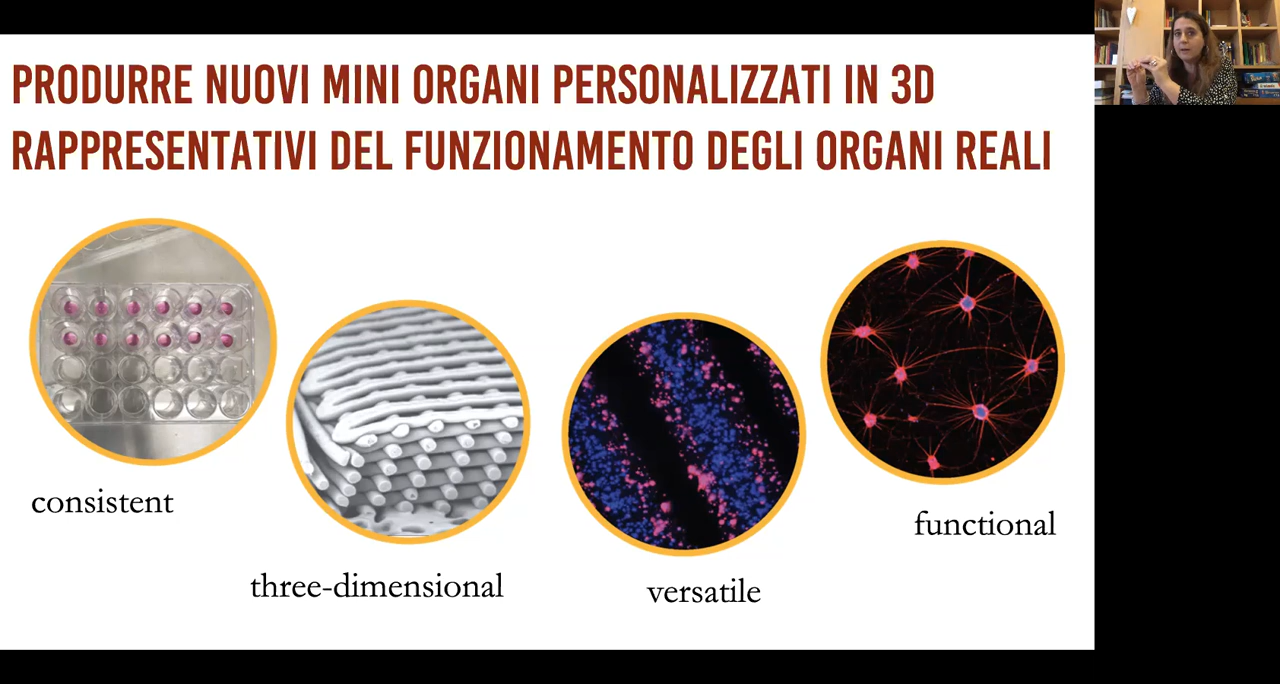 PRODURRE NUOVI MINI ORGANI PERSONALIZZATI IN 3D
RAPPRESENTATIVI DEL FUNZIONAMENTO DEGLI ORGANI REALI
consistent
three-dimensional
versatile
functional